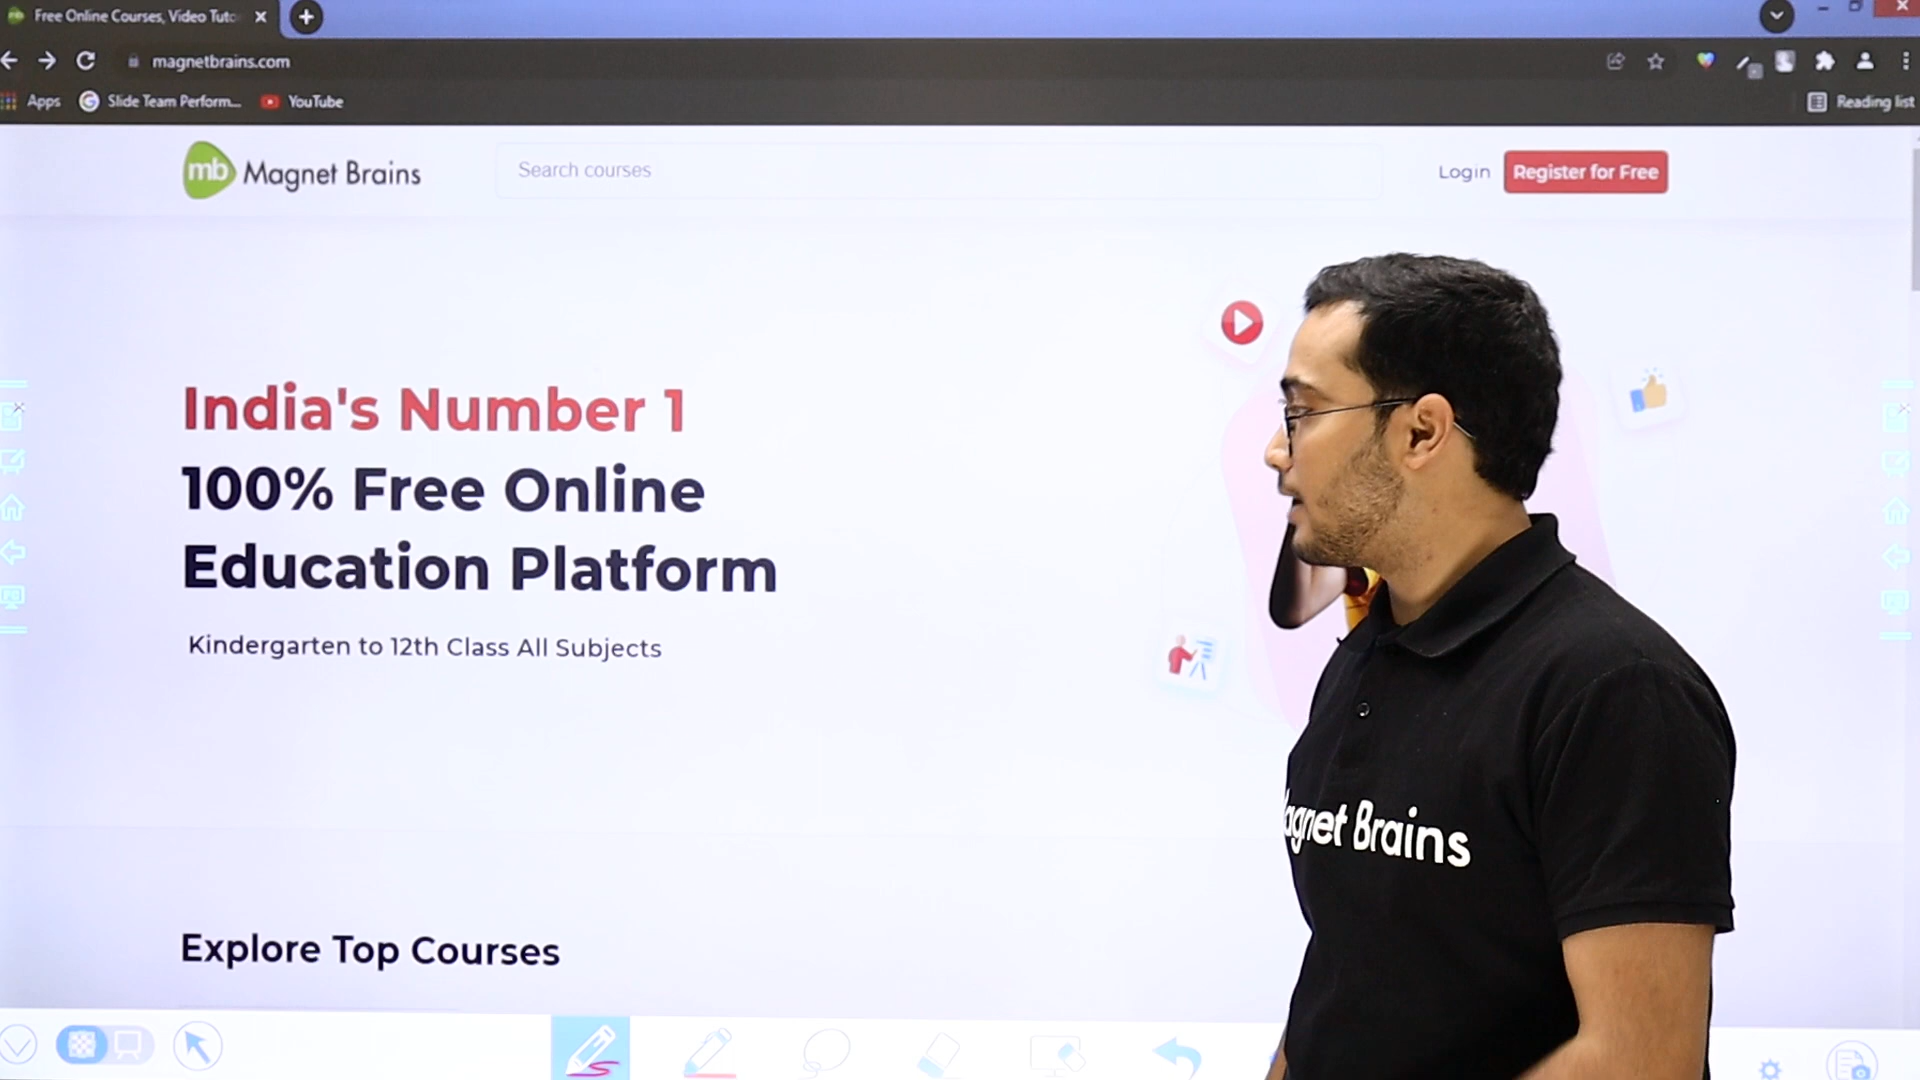 Free Online Courses, Video Tuto
magnetbrains.com
Apps
Slide Team Perform...
YouTube
Reading list
mb Magnet Brains
Search courses
Login
Register for Free
India's Number 1
100% Free Online
Education Platform
Kindergarten to 12th Class All Subjects
agnet Brains
Explore Top Courses